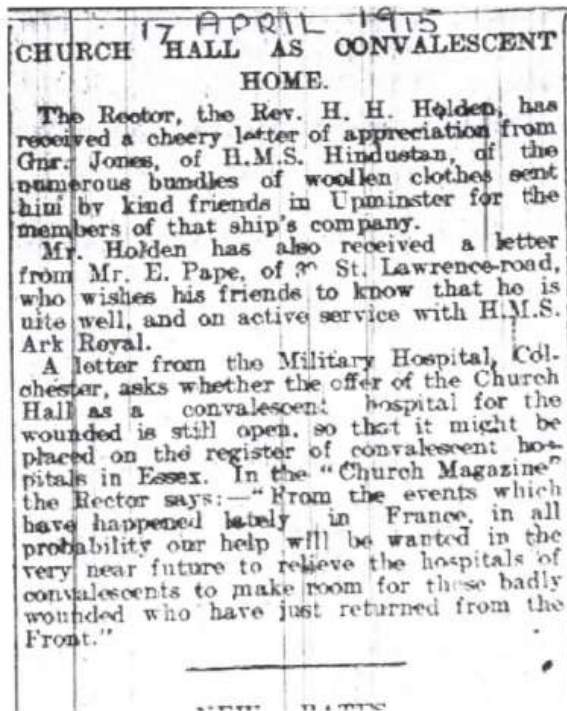 17 APRIL 1915
CHURCH HALL AS CONVALESCENT
HOME.
The Rector, the Rev. H. H. Holden, has
received a cheery letter of appreciation from
Gnr. Jones, of H.M.S. Hindustan, of the
numerous bundles of woollen clothes sent
him by kind friends in Upminster for the
members of that ship's company.
Mr. Holden has also received a letter
from Mr. E. Pape, of St. Lawrence-road,
who wishes his friends to know that he is
uite well, and on active service with H.M.S.
Ark Royal.
A letter from the Military Hospital, Col-
chester, asks whether the offer of the Church
Hall as a convalescent hospital for the
wounded is still open, so that it might be
placed on the register of convalescent hos-
pitals in Essex. In the "Church Magazine"
the Rector says:—"From the events which
have happened lately in France, in all
probability our help will be wanted in the
very near future to relieve the hospitals of
convalescents to make room for these badly
wounded who have just returned from the
Front."